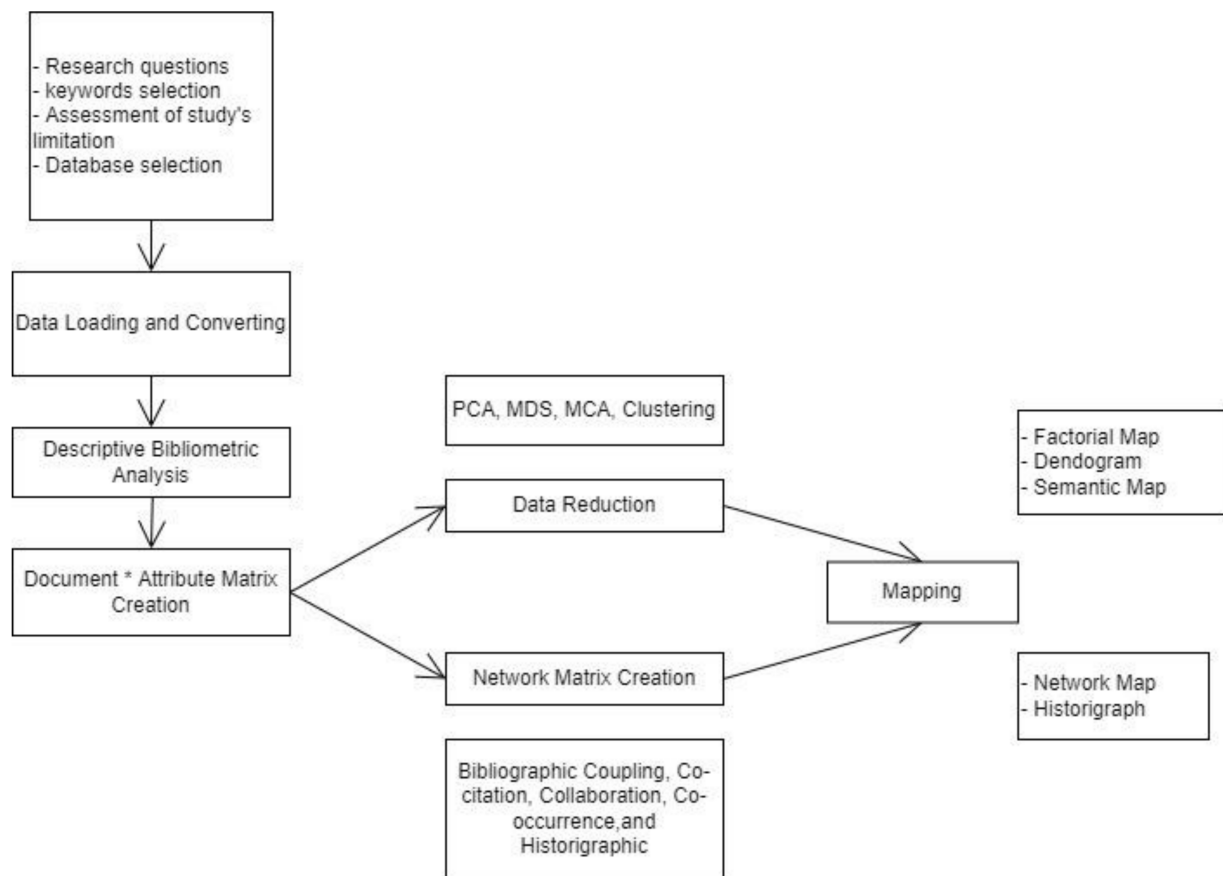 - Research questions
- keywords selection
- Assessment of study's
limitation
- Database selection
Data Loading and Converting
Descriptive Bibliometric
Analysis
Document * Attribute Matrix
Creation
PCA, MDS, MCA, Clustering
Data Reduction
Network Matrix Creation
Bibliographic Coupling, Co-
citation, Collaboration, Co-
occurrence,and
Historigraphic
Mapping
- Factorial Map
- Dendogram
- Semantic Map
- Network Map
- Historigraph